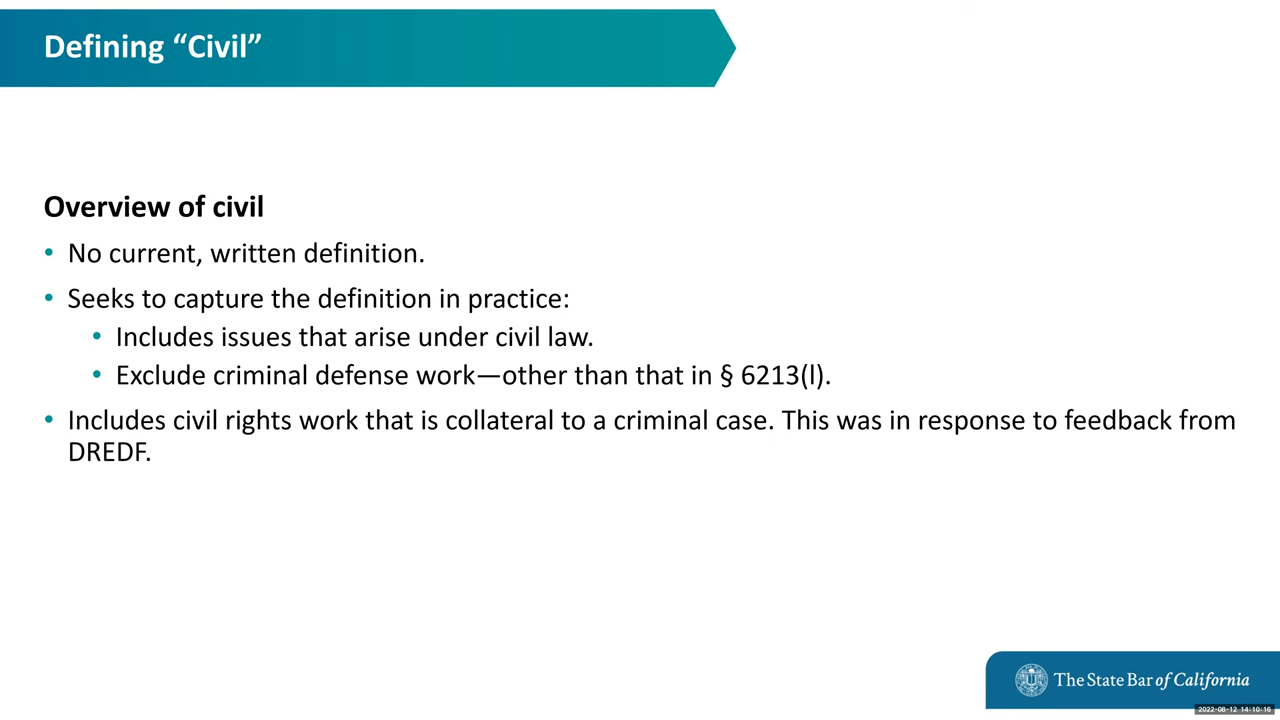 Defining “Civil”
Overview of civil
• No current, written definition.
• Seeks to capture the definition in practice:
• Includes issues that arise under civil law.
• Exclude criminal defense work—other than that in § 6213(l).
• Includes civil rights work that is collateral to a criminal case. This was in response to feedback from
DREDF.
The State Bar of California
2022-08-12 14:10:16